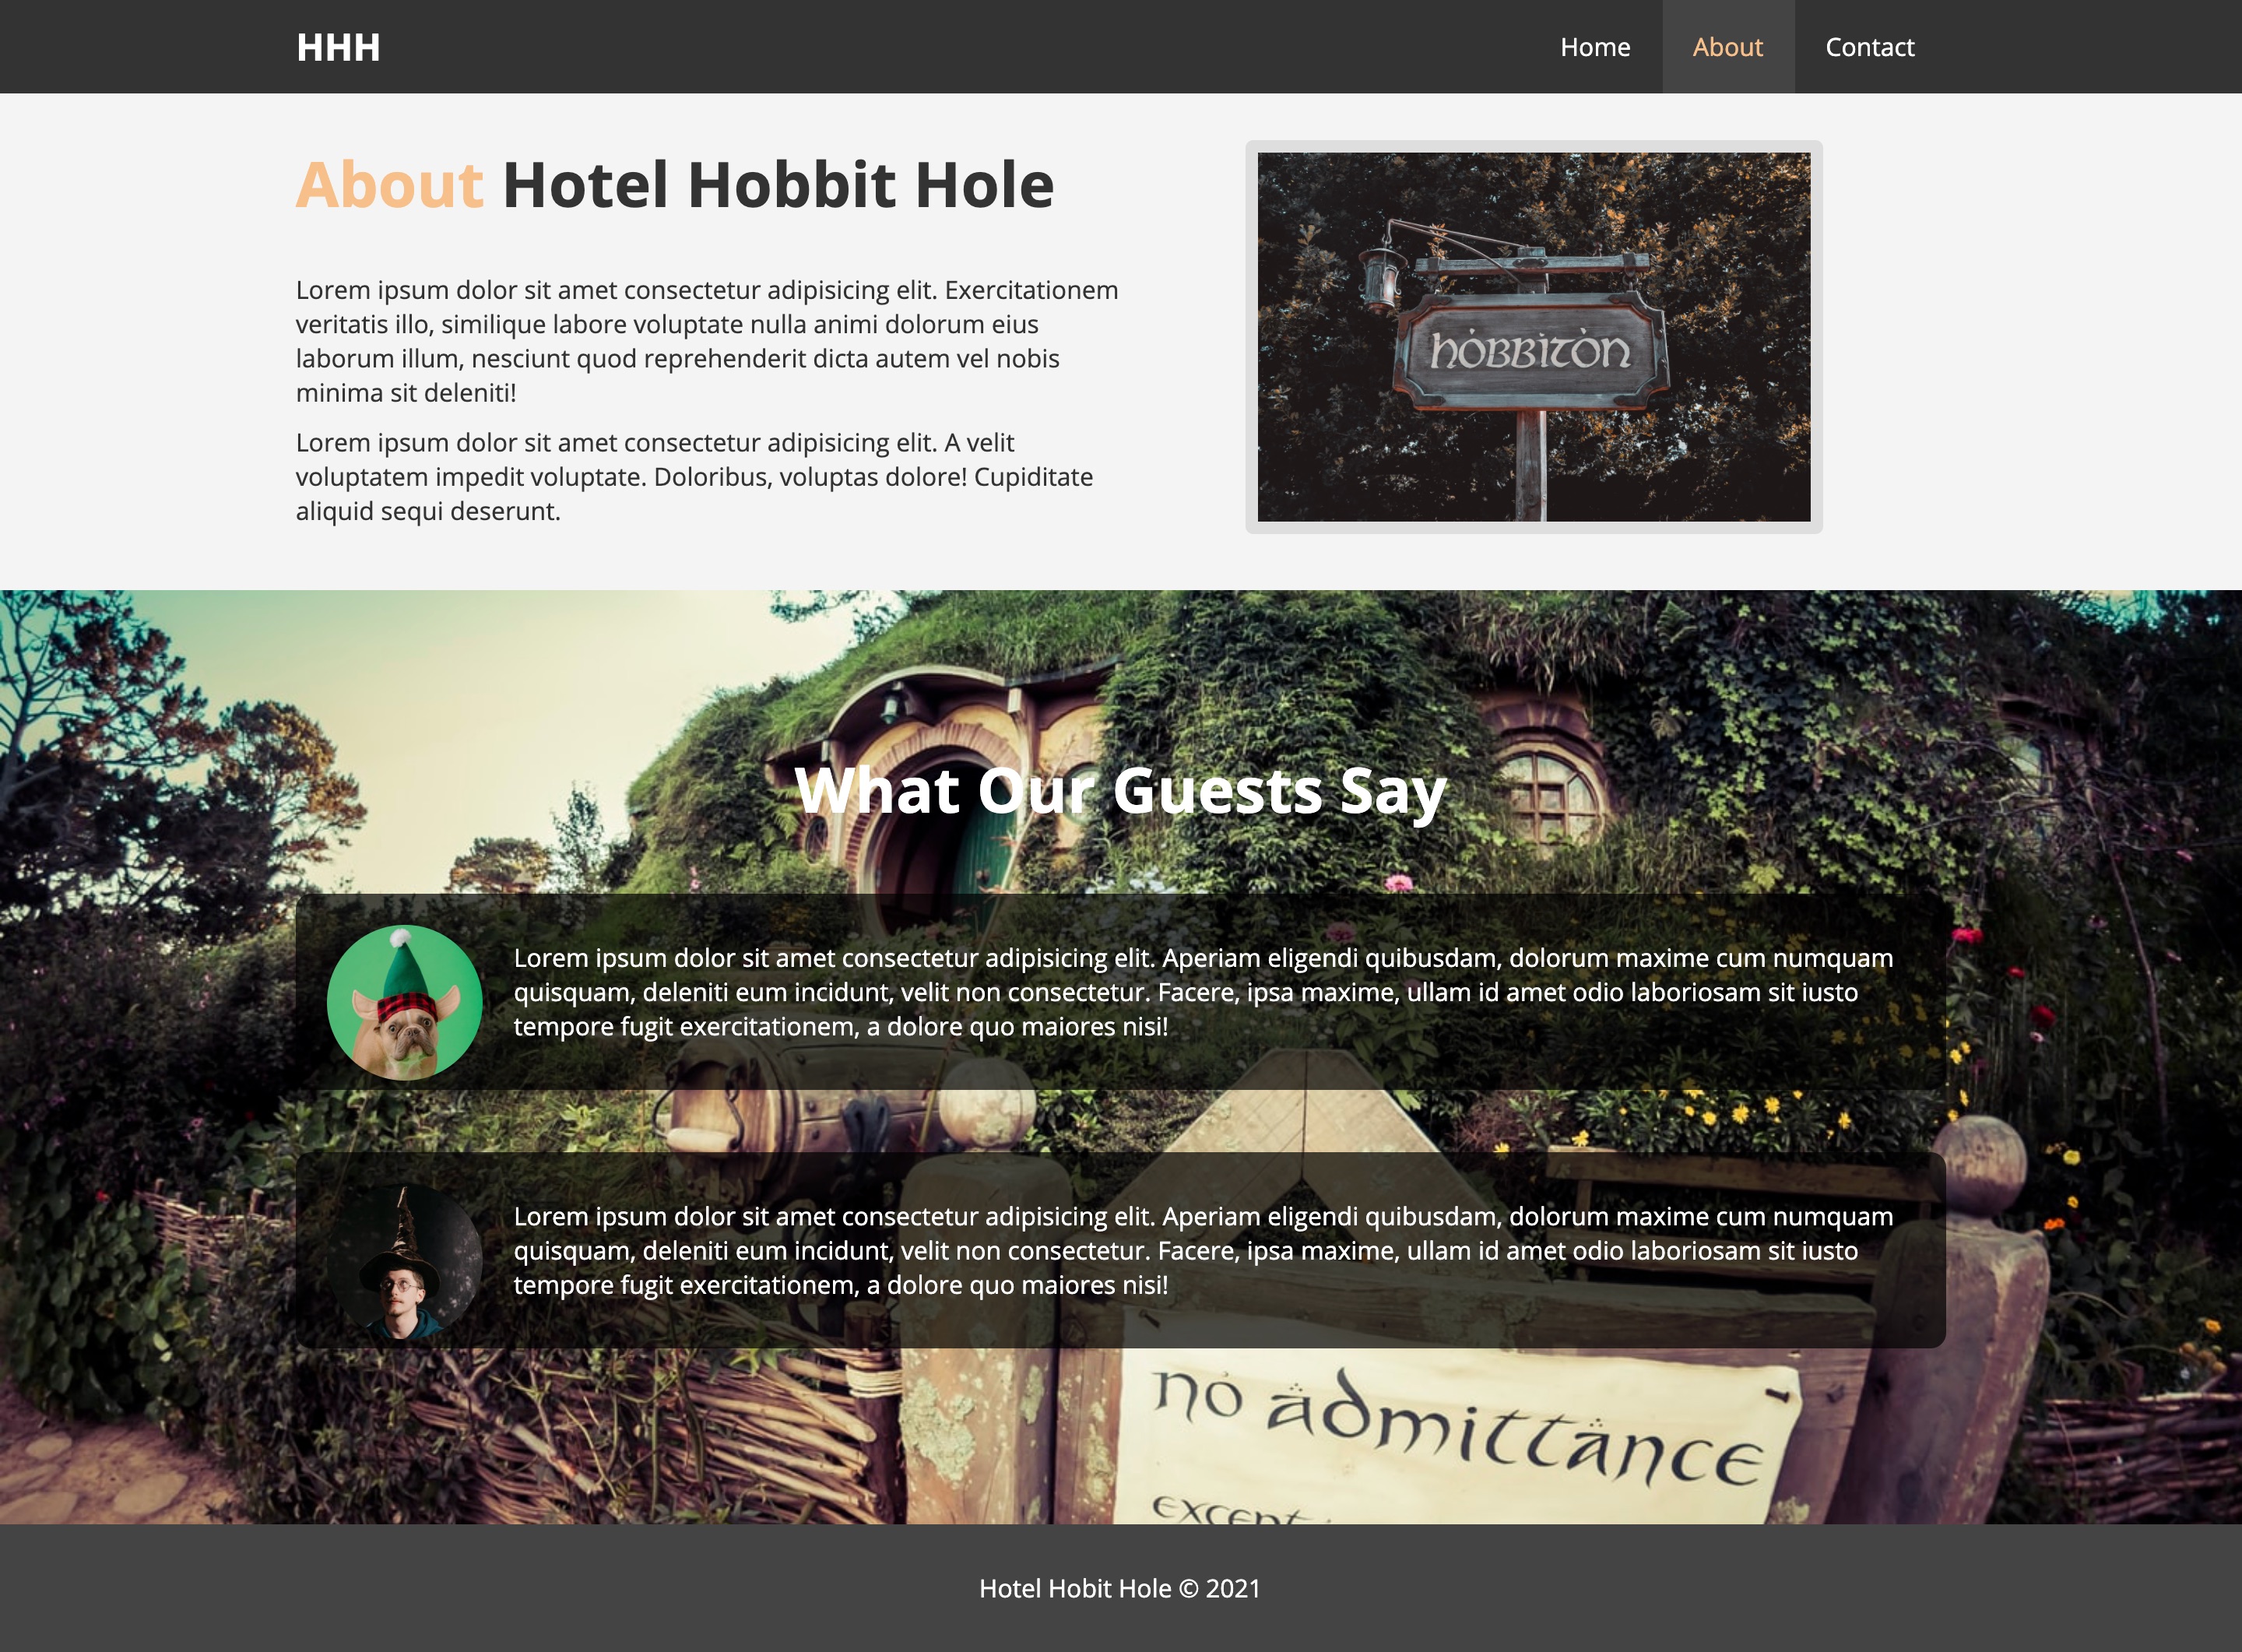 HHH
Home About Contact
About Hotel Hobbit Hole
Lorem ipsum dolor sit amet consectetur adipisicing elit. Exercitationem
veritatis illo, similique labore voluptate nulla animi dolorum eius
laborum illum, nesciunt quod reprehenderit dicta autem vel nobis
minima sit deleniti!
Lorem ipsum dolor sit amet consectetur adipisicing elit. A velit
voluptatem impedit voluptate. Doloribus, voluptas dolore! Cupiditate
aliquid sequi deserunt.
hobbiton
What Our Guests Say
Lorem ipsum dolor sit amet consectetur adipisicing elit. Aperiam eligendi quibusdam, dolorum maxime cum numquam
quisquam, deleniti eum incidunt, velit non consectetur. Facere, ipsa maxime, ullam id amet odio laboriosam sit iusto
tempore fugit exercitationem, a dolore quo maiores nisi!
Lorem ipsum dolor sit amet consectetur adipisicing elit. Aperiam eligendi quibusdam, dolorum maxime cum numquam
quisquam, deleniti eum incidunt, velit non consectetur. Facere, ipsa maxime, ullam id amet odio laboriosam sit iusto
tempore fugit exercitationem, a dolore quo maiores nisi!
no admittance
except
Hotel Hobit Hole © 2021